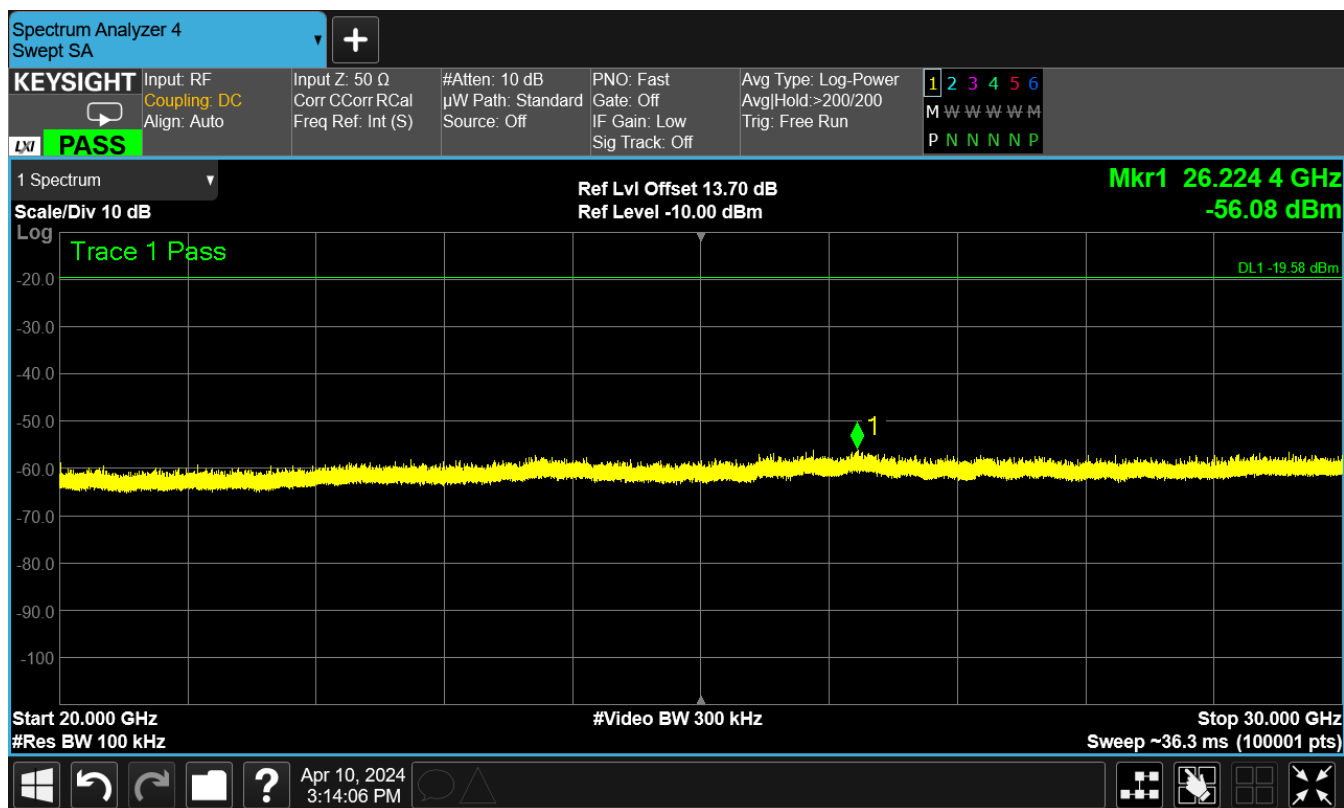 Spectrum Analyzer 4
Swept SA
KEYSIGHT
LXI PASS
Input: RF
Coupling: DC
Align: Auto
Input Z: 50 Ω
Corr CCorr RCal
Freq Ref: Int (S)
#Atten: 10 dB
µW Path: Standard
Source: Off
PNO: Fast
Gate: Off
IF Gain: Low
Sig Track: Off
Avg Type: Log-Power
Avg|Hold:>200/200
Trig: Free Run
1 2 3 4 5 6
M W W W W M
P N N N N P
1 Spectrum
Scale/Div 10 dB
Ref Lvl Offset 13.70 dB
Ref Level -10.00 dBm
Mkr1 26.224 4 GHz
-56.08 dBm
Log
Trace 1 Pass
DL1 -19.58 dBm
-20.0
-30.0
-40.0
-50.0
1
-60.0
-70.0
-80.0
-90.0
-100
Start 20.000 GHz
#Video BW 300 kHz
Stop 30.000 GHz
#Res BW 100 kHz
Sweep ~36.3 ms (100001 pts)
?
Apr 10, 2024
3:14:06 PM